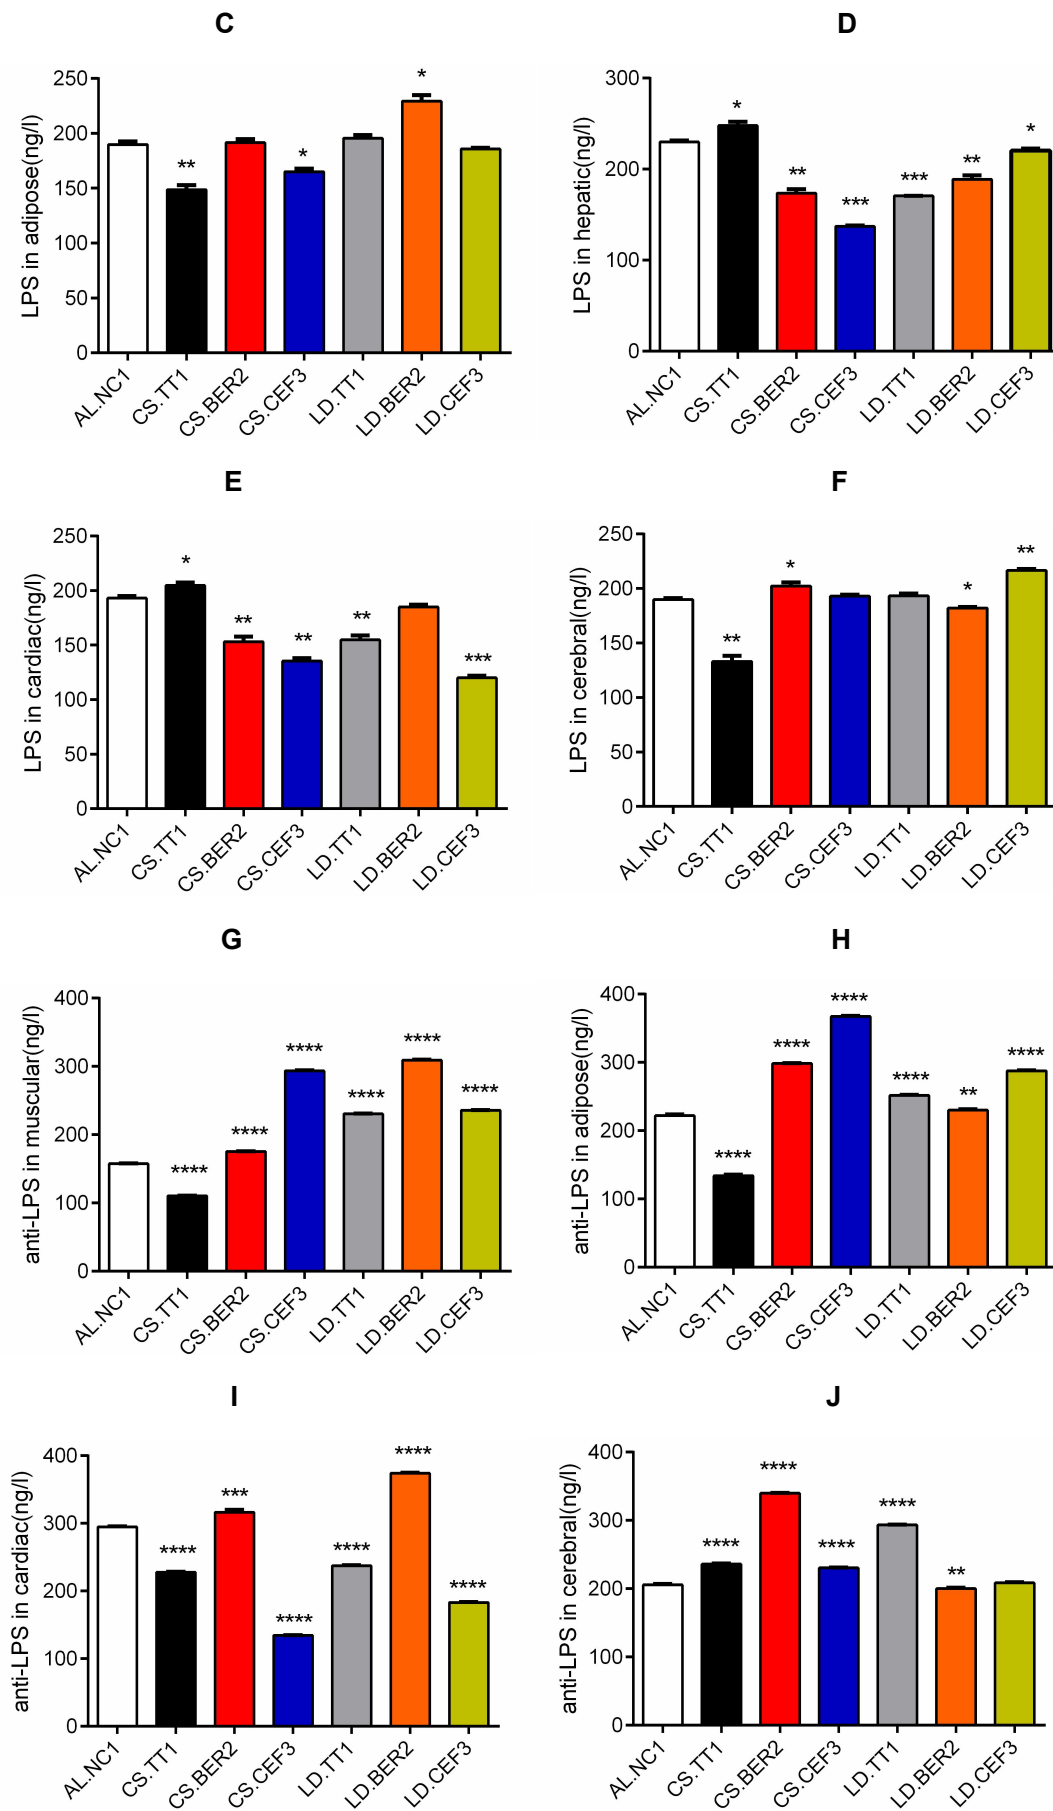 C
LPS in adipose(ng/l)
250
200
150
100
50
0
**
*
*
AL.NC1
CS.TT1
CS.BER2
CS.CEF3
LD.TT1
LD.BER2
LD.CEF3
D
LPS in hepatic(ng/l)
300
200
100
0
*
**
***
***
**
*
AL.NC1
CS.TT1
CS.BER2
CS.CEF3
LD.TT1
LD.BER2
LD.CEF3
E
LPS in cardiac(ng/l)
250
200
150
100
50
0
*
**
**
**
***
AL.NC1
CS.TT1
CS.BER2
CS.CEF3
LD.TT1
LD.BER2
LD.CEF3
F
LPS in cerebral(ng/l)
250
200
150
100
50
0
**
*
*
**
AL.NC1
CS.TT1
CS.BER2
CS.CEF3
LD.TT1
LD.BER2
LD.CEF3
G
anti-LPS in muscular(ng/l)
400
300
200
100
0
****
****
****
****
****
****
AL.NC1
CS.TT1
CS.BER2
CS.CEF3
LD.TT1
LD.BER2
LD.CEF3
H
anti-LPS in adipose(ng/l)
400
300
200
100
0
****
****
****
****
**
****
AL.NC1
CS.TT1
CS.BER2
CS.CEF3
LD.TT1
LD.BER2
LD.CEF3
I
anti-LPS in cardiac(ng/l)
400
300
200
100
0
****
***
****
****
****
****
AL.NC1
CS.TT1
CS.BER2
CS.CEF3
LD.TT1
LD.BER2
LD.CEF3
J
anti-LPS in cerebral(ng/l)
400
300
200
100
0
****
****
****
****
**
AL.NC1
CS.TT1
CS.BER2
CS.CEF3
LD.TT1
LD.BER2
LD.CEF3